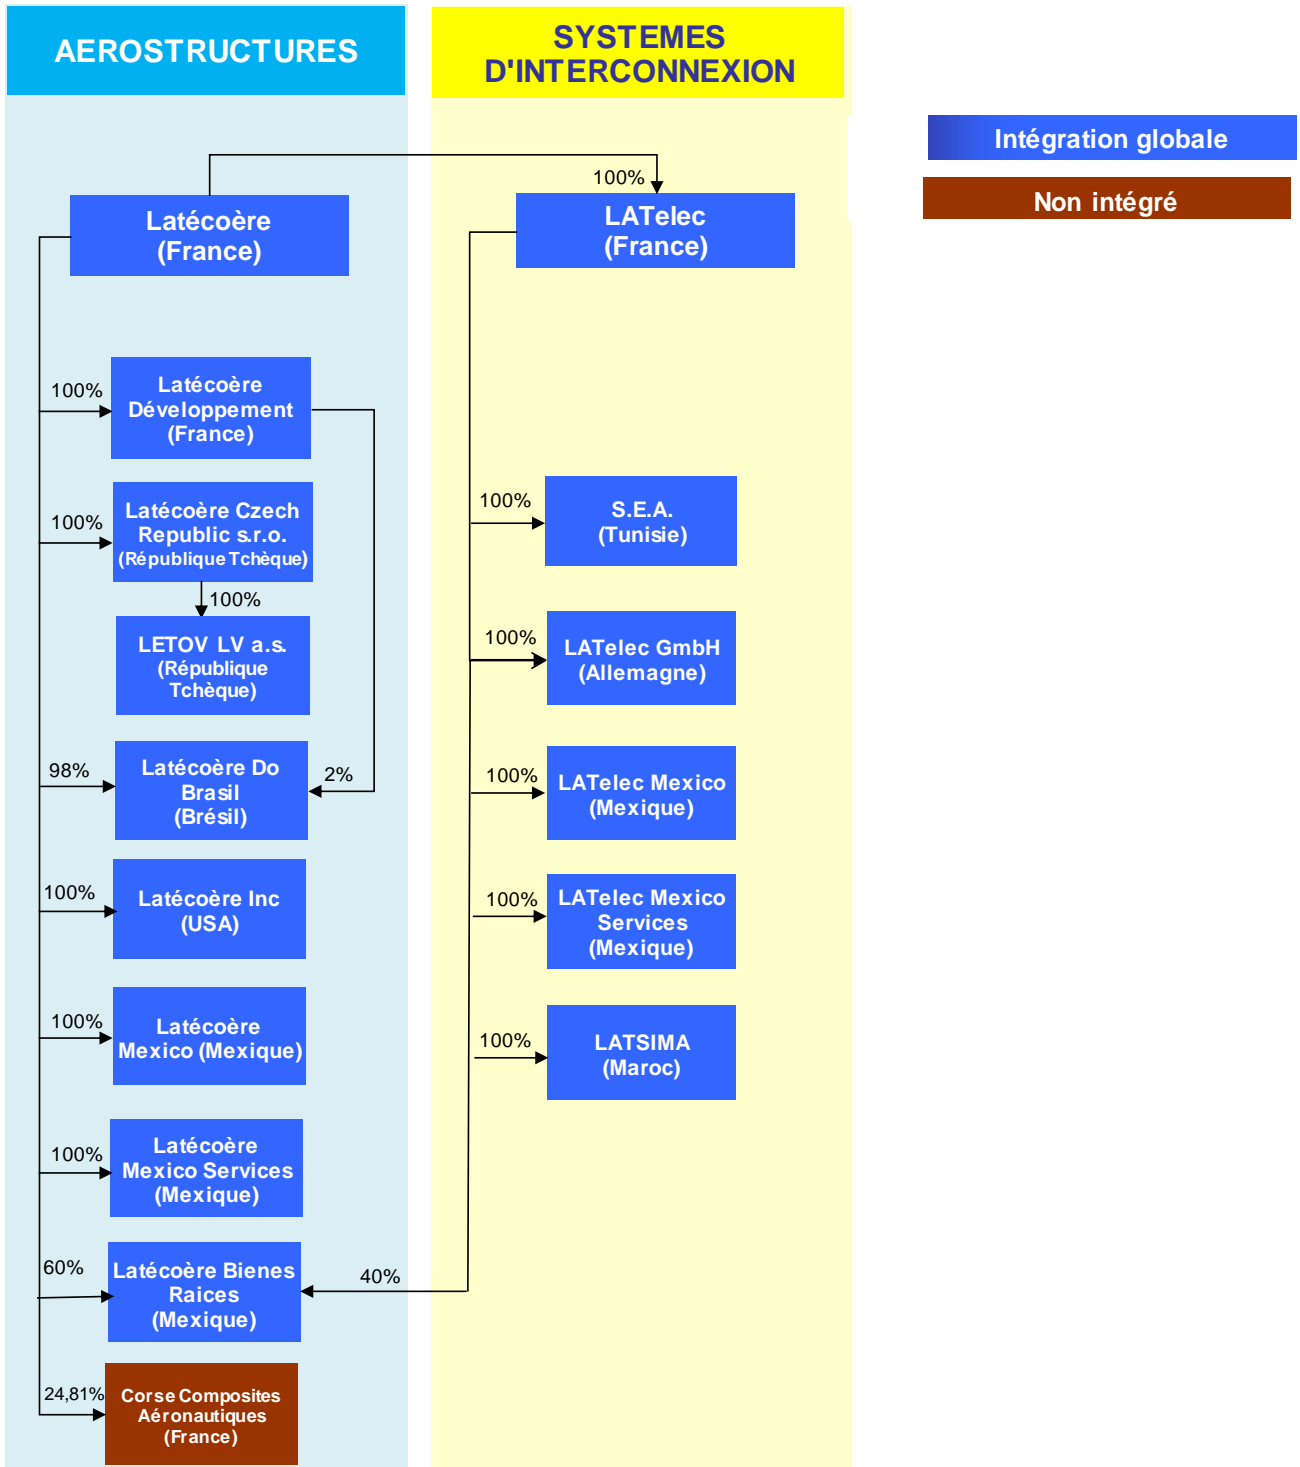 AEROSTRUCTURES
SYSTEMES
D'INTERCONNEXION
Intégration globale
Non intégré
100%
Latécoère
(France)
LATelec
(France)
100%
Latécoère
Développement
(France)
100%
Latécoère Czech
Republic s.r.o.
(République Tchèque)
100%
LETOV LV a.s.
(République
Tchèque)
98%
Latécoère Do
Brasil
(Brésil)
2%
100%
Latécoère Inc
(USA)
100%
Latécoère
Mexico (Mexique)
100%
Latécoère
Mexico Services
(Mexique)
60%
Latécoère Bienes
Raices
(Mexique)
40%
24,81%
Corse Composites
Aéronautiques
(France)
100%
S.E.A.
(Tunisie)
100%
LATelec GmbH
(Allemagne)
100%
LATelec Mexico
(Mexique)
100%
LATelec Mexico
Services
(Mexique)
100%
LATSIMA
(Maroc)